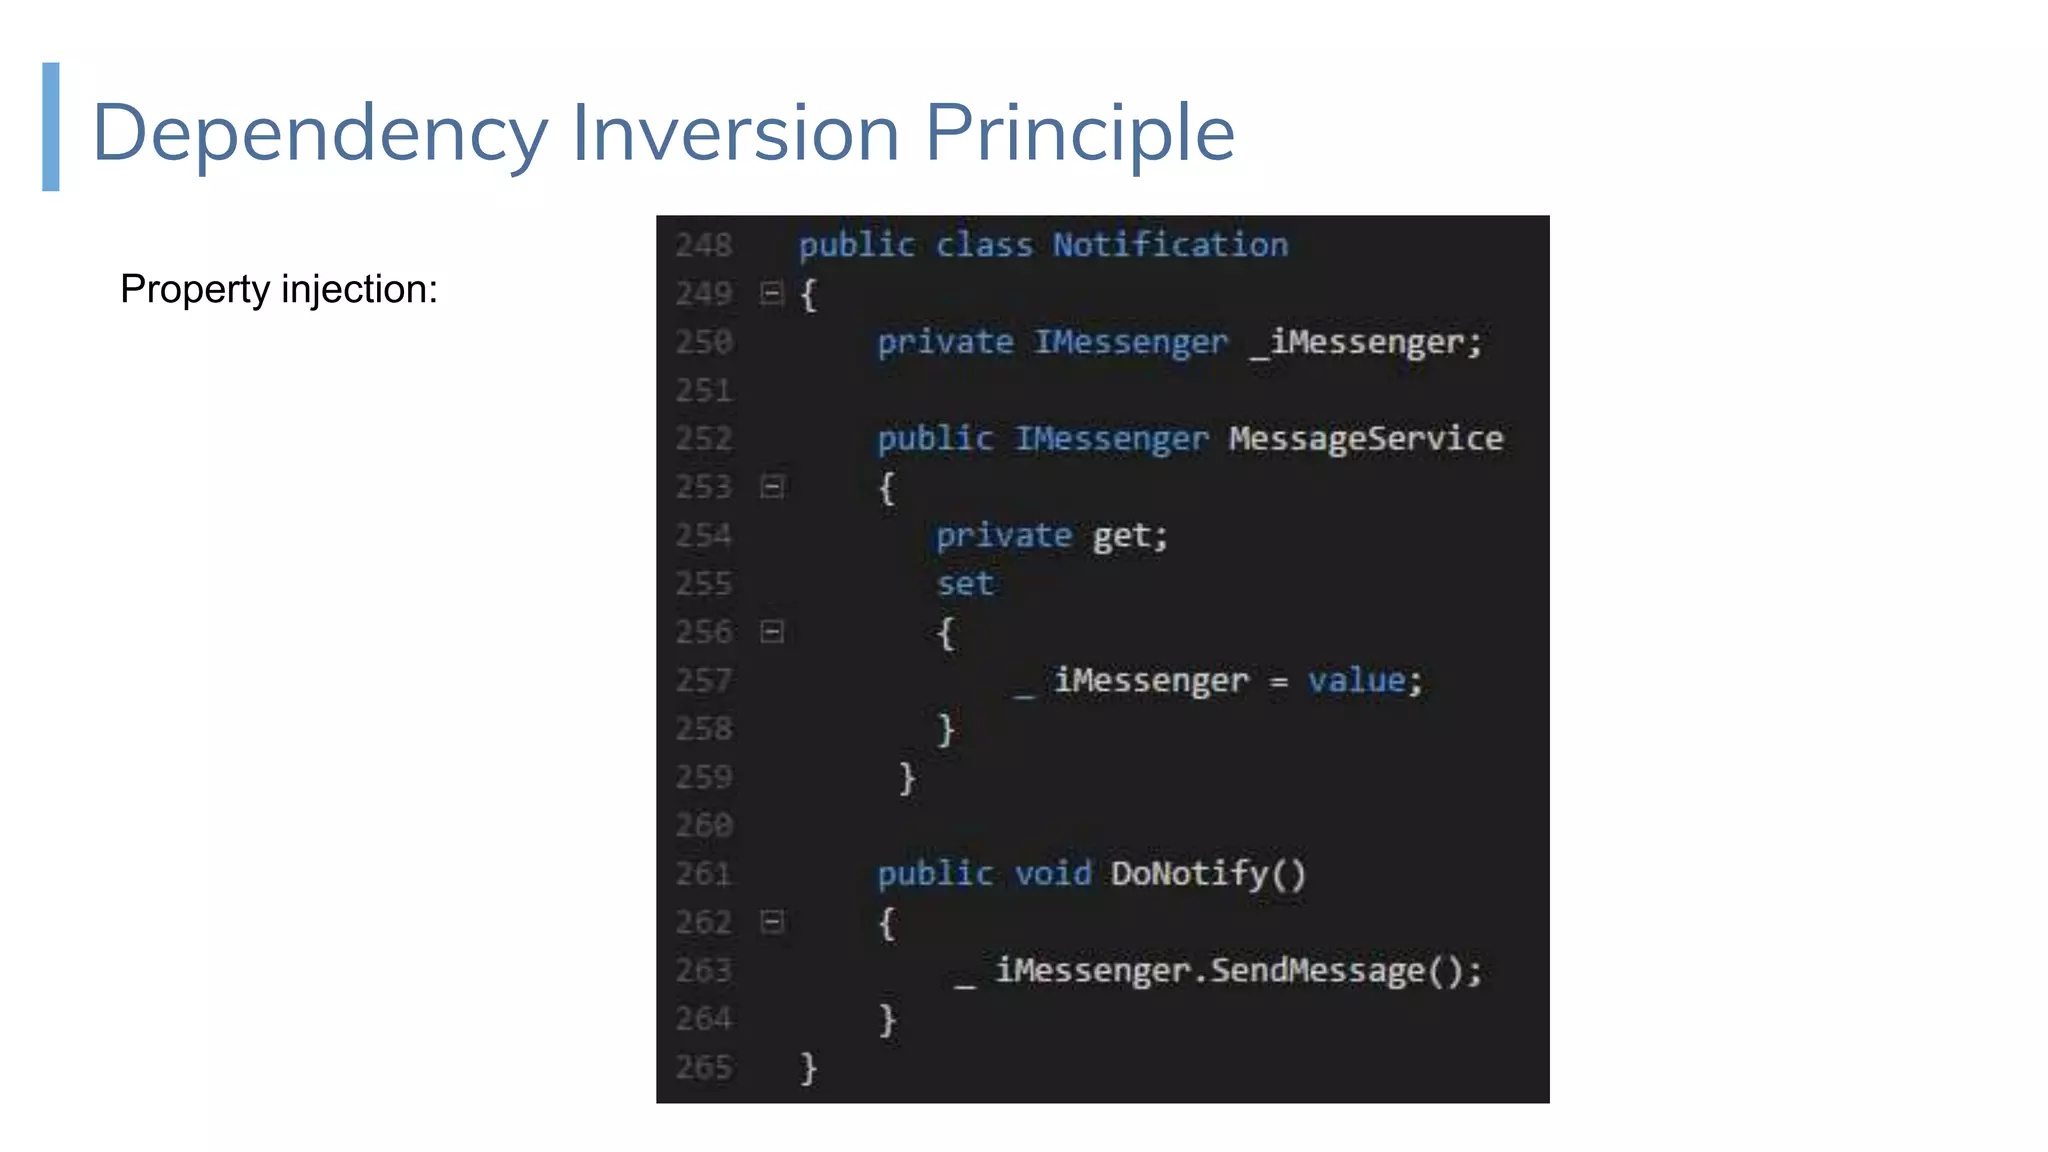 Dependency Inversion Principle
Property injection:
248 public class Notification
249 {
250 private IMessenger _iMessenger;
251
252 public IMessenger MessageService
253 {
254 private get;
255 set
256 {
257 _ iMessenger = value;
258 }
259 }
260
261 public void DoNotify()
262 {
263 _ iMessenger.SendMessage();
264 }
265 }